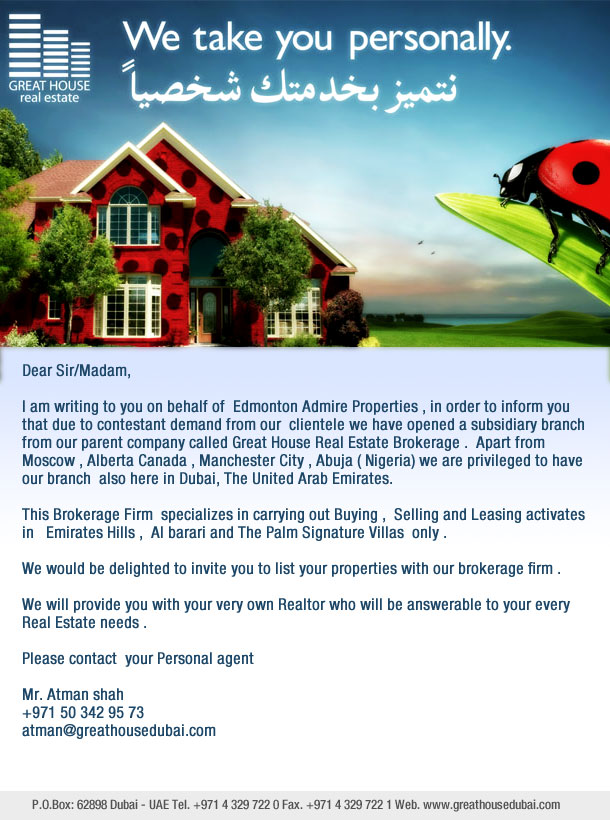 GREAT HOUSE
real estate
We take you personally.
نتميز بخدمتك شخصياً
Dear Sir/Madam,
I am writing to you on behalf of Edmonton Admire Properties , in order to inform you
that due to contestant demand from our clientele we have opened a subsidiary branch
from our parent company called Great House Real Estate Brokerage . Apart from
Moscow , Alberta Canada , Manchester City , Abuja ( Nigeria) we are privileged to have
our branch also here in Dubai, The United Arab Emirates.
This Brokerage Firm specializes in carrying out Buying , Selling and Leasing activates
in Emirates Hills , Al barari and The Palm Signature Villas only .
We would be delighted to invite you to list your properties with our brokerage firm .
We will provide you with your very own Realtor who will be answerable to your every
Real Estate needs .
Please contact your Personal agent
Mr. Atman shah
+971 50 342 95 73
atman@greathousedubai.com
P.O.Box: 62898 Dubai - UAE Tel. +971 4 329 722 0 Fax. +971 4 329 722 1 Web. www.greathousedubai.com